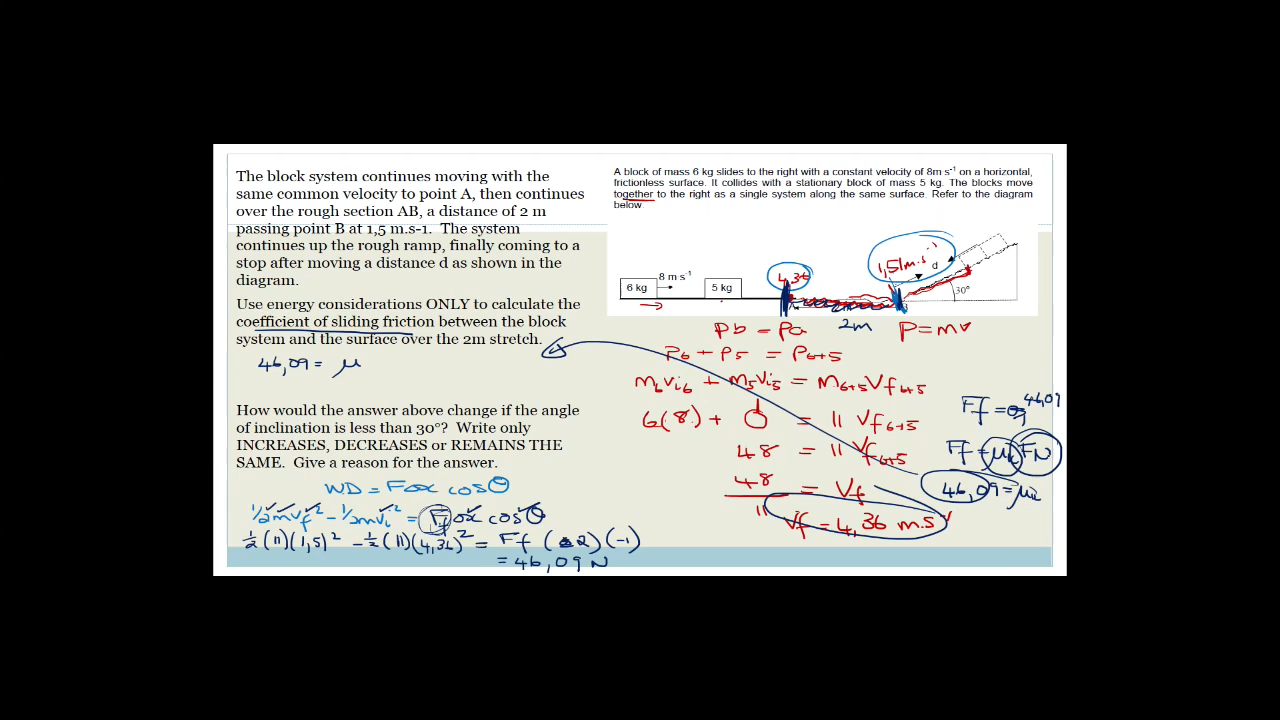 The block system continues moving with the
same common velocity to point A, then continues
over the rough section AB, a distance of 2 m
passing point B at 1,5 m.s-1. The system
continues up the rough ramp, finally coming to a
stop after moving a distance d as shown in the
diagram.
Use energy considerations ONLY to calculate the
coefficient of sliding friction between the block
system and the surface over the 2m stretch.
46,09 = μ
How would the answer above change if the angle
of inclination is less than 30°? Write only
INCREASES, DECREASES or REMAINS THE
SAME. Give a reason for the answer.
WD = FΔx cosθ
1/2mvf² - 1/2mvi² = Ff Δx cosθ
1/2(11)(1,5)² - 1/2(11)(4,36)² = Ff (2)(-1)
= 46,09 N
A block of mass 6 kg slides to the right with a constant velocity of 8m s⁻¹ on a horizontal,
frictionless surface. It collides with a stationary block of mass 5 kg. The blocks move
together to the right as a single system along the same surface. Refer to the diagram
below
6 kg
8 m s⁻¹
5 kg
4,36
1,51m.s⁻¹
d
30°
2m
Pb = Pa
P = mv
P6 + P5 = P6+5
m6vi6 + m5vi5 = m6+5 Vf6+5
6(8) + 0 = 11 Vf6+5
48 = 11 Vf6+5
48 = Vf
11
Vf = 4,36 m.s
Ff = 46,09
Ff = μk FN
46,09 = μk